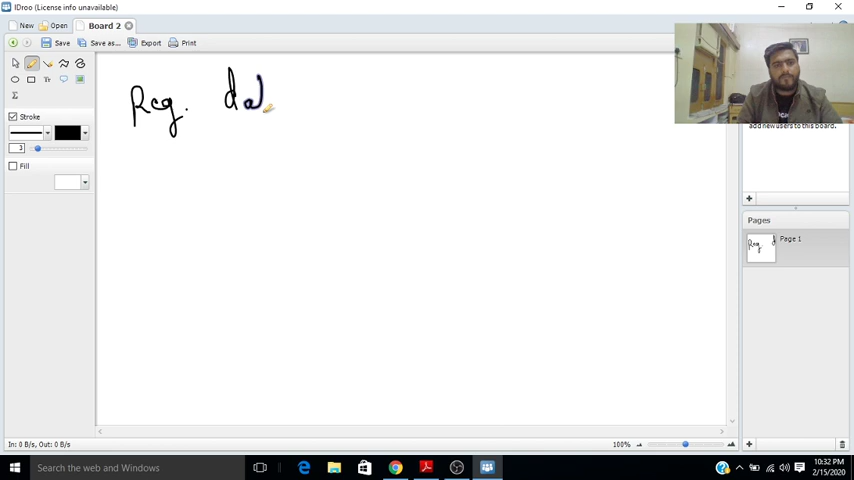 IDroo (License info unavailable)
New Open Board 2
Save Save as... Export Print
Reg.
Tr
Σ
Stroke
3
Fill
add new users to this board.
Pages
Page 1
In: 0 B/s, Out: 0 B/s
100%
Search the web and Windows
10:32 PM
2/15/2020